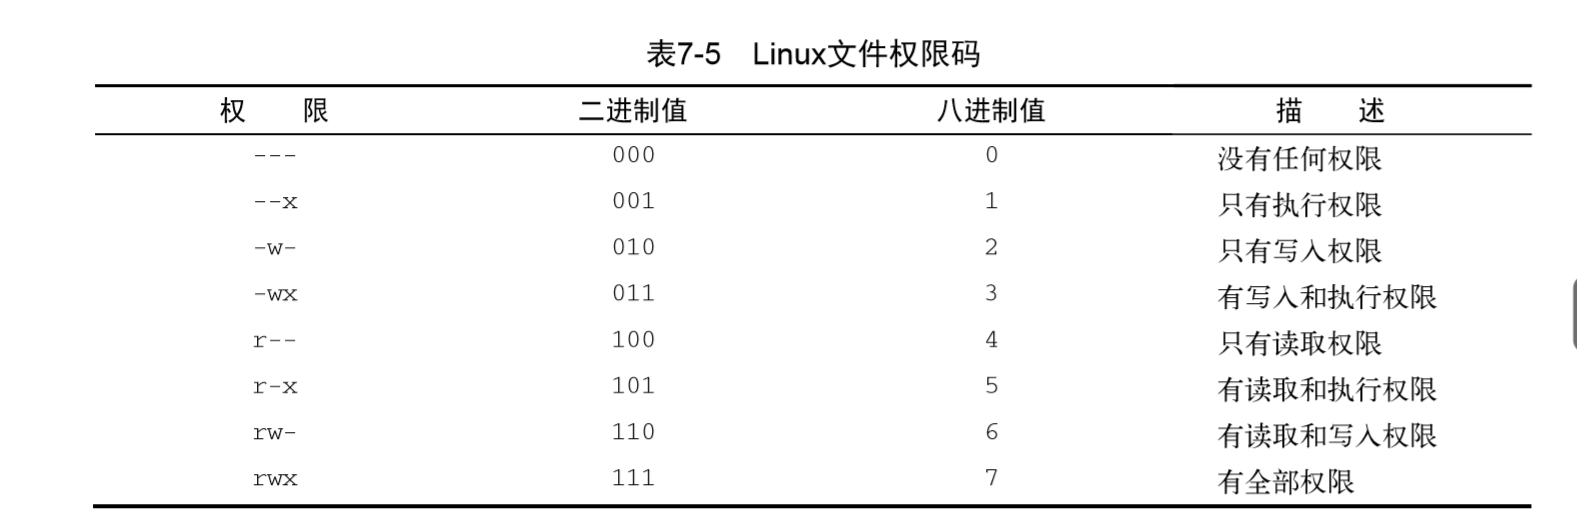 表7-5 Linux文件权限码
权 限 二进制值 八进制值 描 述
--- 000 0 没有任何权限
--x 001 1 只有执行权限
-w- 010 2 只有写入权限
-wx 011 3 有写入和执行权限
r-- 100 4 只有读取权限
r-x 101 5 有读取和执行权限
rw- 110 6 有读取和写入权限
rwx 111 7 有全部权限